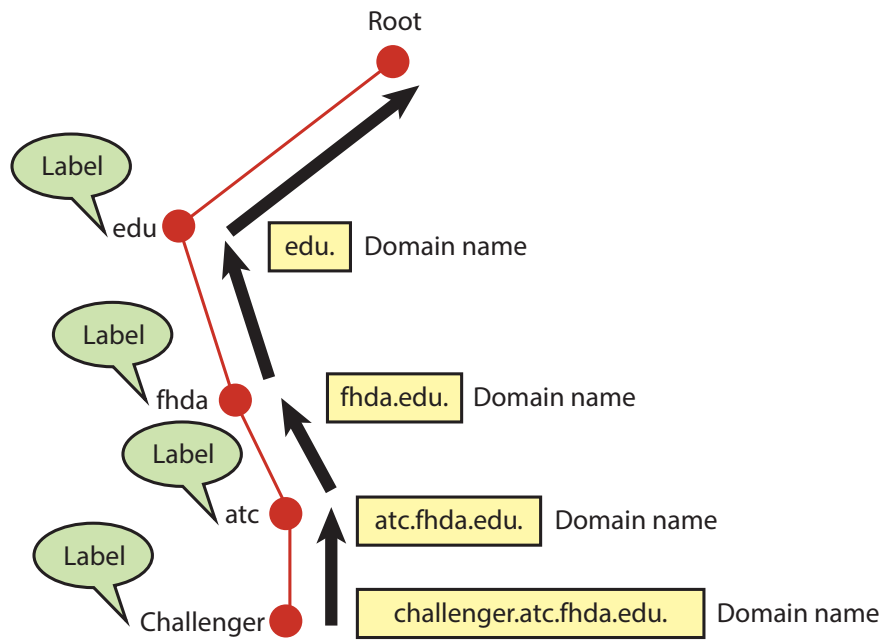 Root
Label
edu
edu. Domain name
Label
fhda
fhda.edu. Domain name
Label
atc
atc.fhda.edu. Domain name
Label
Challenger
challenger.atc.fhda.edu. Domain name